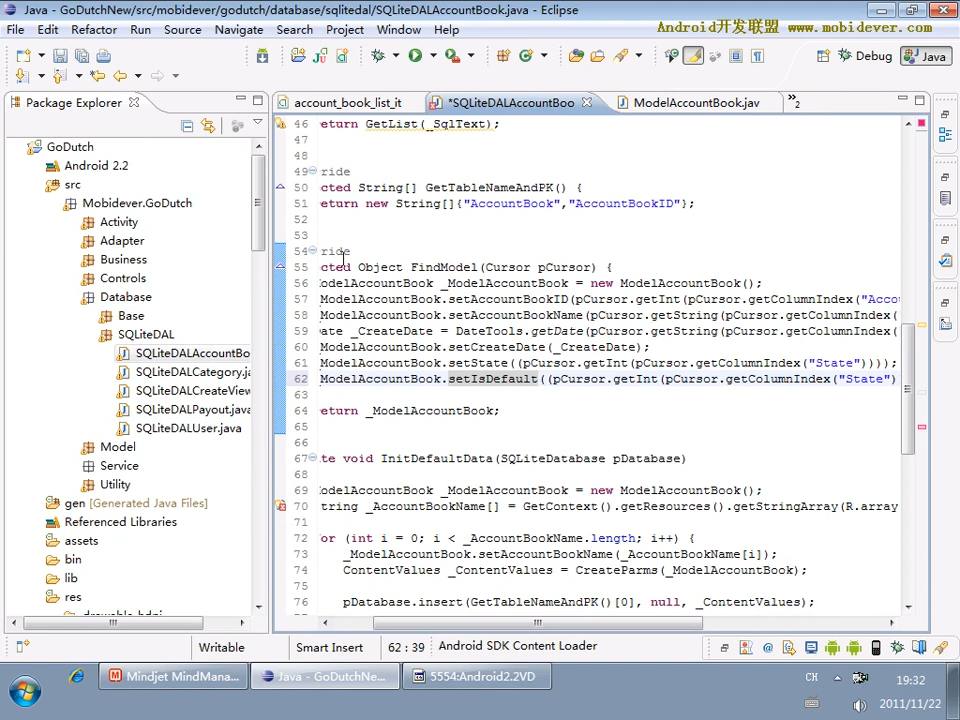 Java - GoDutchNew/src/mobidever/godutch/database/sqlitedal/SQLiteDALAccountBook.java - Eclipse
File Edit Refactor Run Source Navigate Search Project Window Help
Android开发联盟 www.mobidever.com
Debug Java
Package Explorer
account_book_list_it
*SQLiteDALAccountBoo
ModelAccountBook.jav
»2
GoDutch
Android 2.2
src
Mobidever.GoDutch
Activity
Adapter
Business
Controls
Database
Base
SQLiteDAL
SQLiteDALAccountBo
SQLiteDALCategory.ja
SQLiteDALCreateView
SQLiteDALPayout.java
SQLiteDALUser.java
Model
Service
Utility
gen [Generated Java Files]
Referenced Libraries
assets
bin
lib
res
drawable-hdpi
46 eturn GetList(_SqlText);
47
48
49 ride
50 cted String[] GetTableNameAndPK() {
51 eturn new String[]{"AccountBook","AccountBookID"};
52
53
54 ride
55 cted Object FindModel(Cursor pCursor) {
56 ModelAccountBook _ModelAccountBook = new ModelAccountBook();
57 ModelAccountBook.setAccountBookID(pCursor.getInt(pCursor.getColumnIndex("Acco
58 ModelAccountBook.setAccountBookName(pCursor.getString(pCursor.getColumnIndex(
59 ate _CreateDate = DateTools.getDate(pCursor.getString(pCursor.getColumnIndex(
60 ModelAccountBook.setCreateDate(_CreateDate);
61 ModelAccountBook.setState((pCursor.getInt(pCursor.getColumnIndex("State"))));
62 ModelAccountBook.setIsDefault((pCursor.getInt(pCursor.getColumnIndex("State")
63
64 eturn _ModelAccountBook;
65
66
67 te void InitDefaultData(SQLiteDatabase pDatabase)
68
69 ModelAccountBook _ModelAccountBook = new ModelAccountBook();
70 tring _AccountBookName[] = GetContext().getResources().getStringArray(R.array
71
72 or (int i = 0; i < _AccountBookName.length; i++) {
73 _ModelAccountBook.setAccountBookName(_AccountBookName[i]);
74 ContentValues _ContentValues = CreateParms(_ModelAccountBook);
75
76 pDatabase.insert(GetTableNameAndPK()[0], null, _ContentValues);
Writable Smart Insert 62 : 39 Android SDK Content Loader
Mindjet MindMana...
Java - GoDutchNe...
5554:Android2.2VD
CH
19:32
2011/11/22